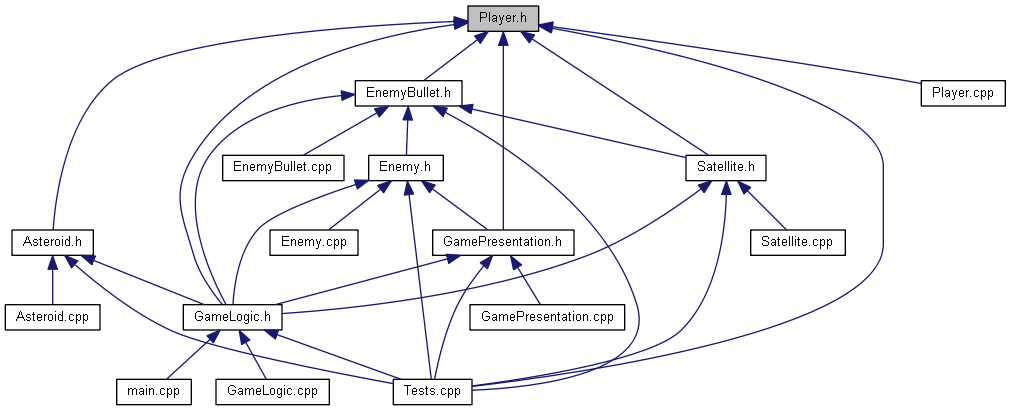 Player.h
EnemyBullet.h
Player.cpp
EnemyBullet.cpp
Enemy.h
Satellite.h
Asteroid.h
Enemy.cpp
GamePresentation.h
Satellite.cpp
Asteroid.cpp
GameLogic.h
GamePresentation.cpp
main.cpp
GameLogic.cpp
Tests.cpp